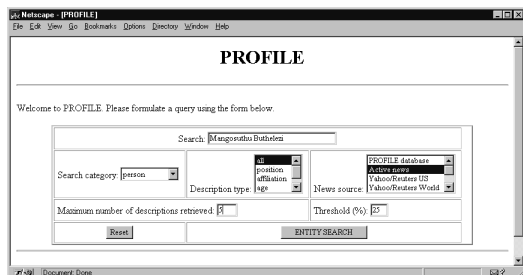 Netscape - [PROFILE]
File Edit View Go Bookmarks Options Directory Window Help
PROFILE
Welcome to PROFILE. Please formulate a query using the form below.
Search: Mangosuthu Buthelezi
Search category: person
Description type: all
position
affiliation
age
News source: PROFILE database
Active news
Yahoo/Reuters US
Yahoo/Reuters World
Maximum number of descriptions retrieved: 5
Threshold (%): 25
Reset
ENTITY SEARCH
Document: Done